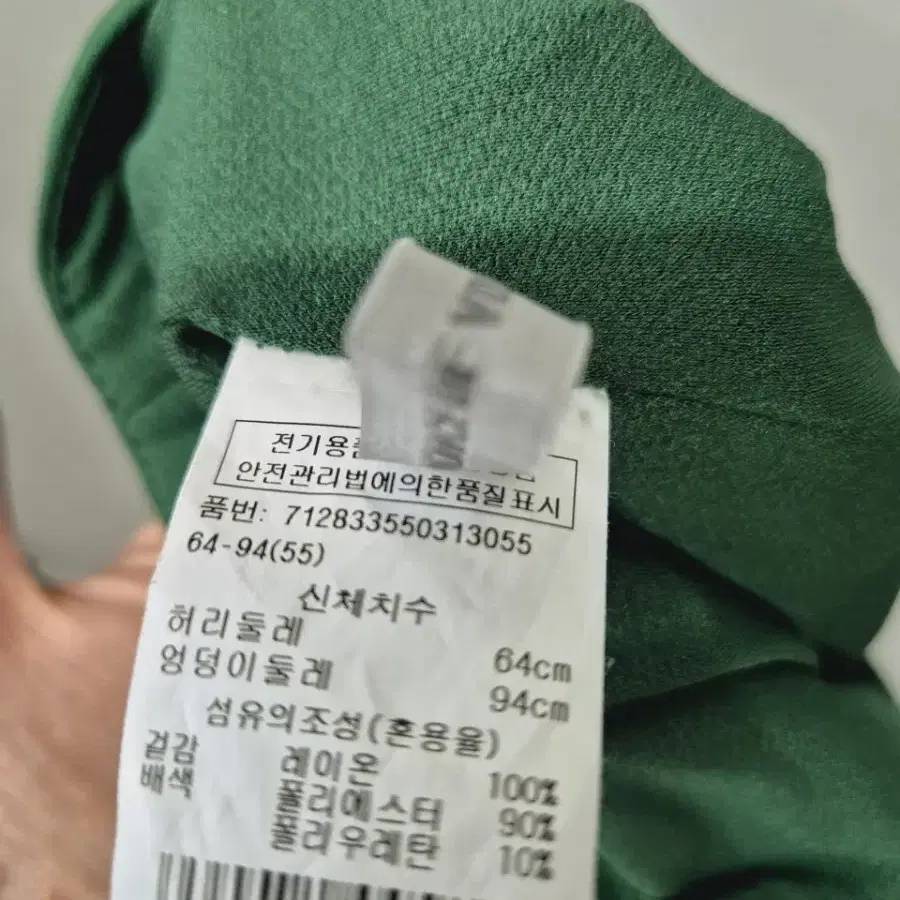 전기용
안전관리법에의한품질표시
품번: 712833550313055
64-94(55)
신체치수
허리둘레 64cm
엉덩이둘레 94cm
섬유의조성(혼용율)
겉감 레이온 100%
배색 폴리에스터 90%
폴리우레탄 10%